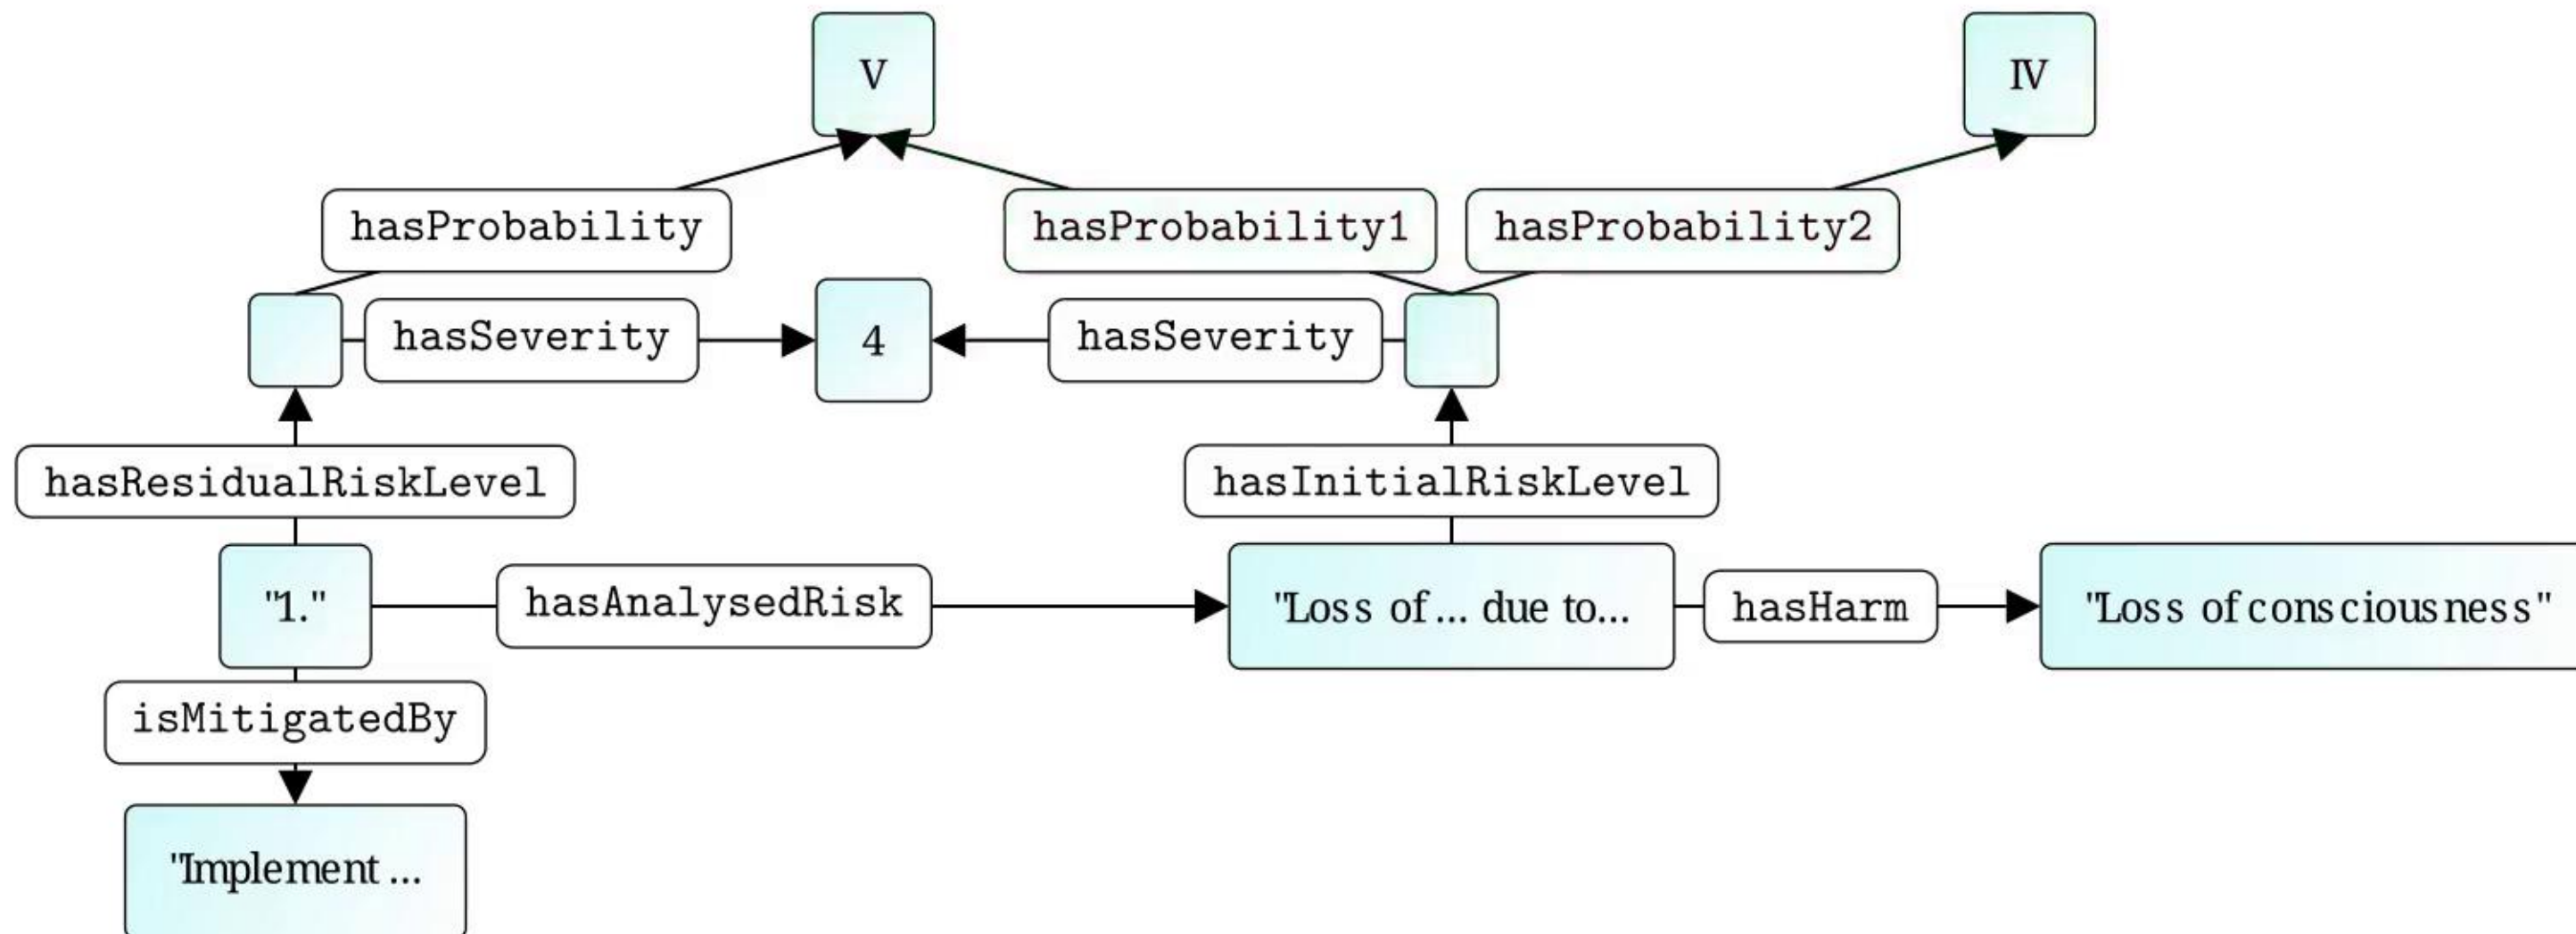 V
IV
hasProbability
hasProbability1
hasProbability2
hasSeverity
4
hasSeverity
hasResidualRiskLevel
hasInitialRiskLevel
"1."
hasAnalysedRisk
"Loss of ... due to...
hasHarm
"Loss of consciousness"
isMitigatedBy
"Implement ...